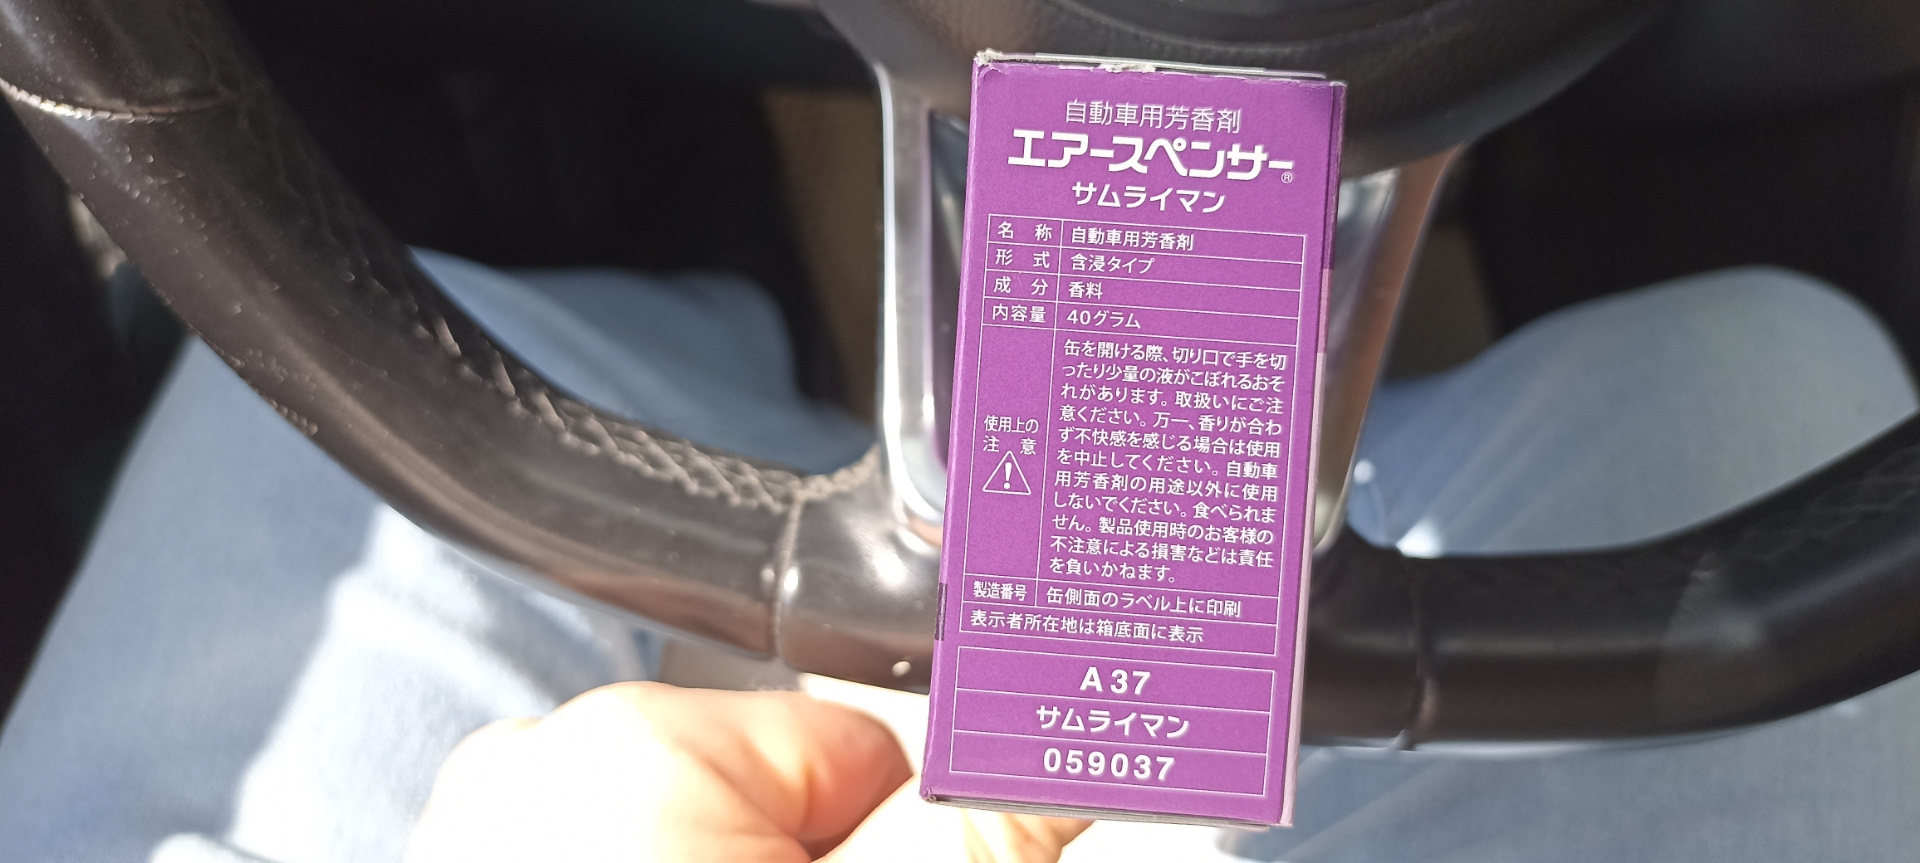 自動車用芳香剤
エアースペンサー®
サムライマン
名 称 自動車用芳香剤
形 式 含浸タイプ
成 分 香料
内容量 40グラム
使用上の
注 意
缶を開ける際、切り口で手を切
ったり少量の液がこぼれるおそ
れがあります。取扱いにご注
意ください。万一、香りが合わ
ず不快感を感じる場合は使用
を中止してください。自動車
用芳香剤の用途以外に使用
しないでください。食べられま
せん。製品使用時のお客様の
不注意による損害などは責任
を負いかねます。
製造番号 缶側面のラベル上に印刷
表示者所在地は箱底面に表示
A37
サムライマン
059037